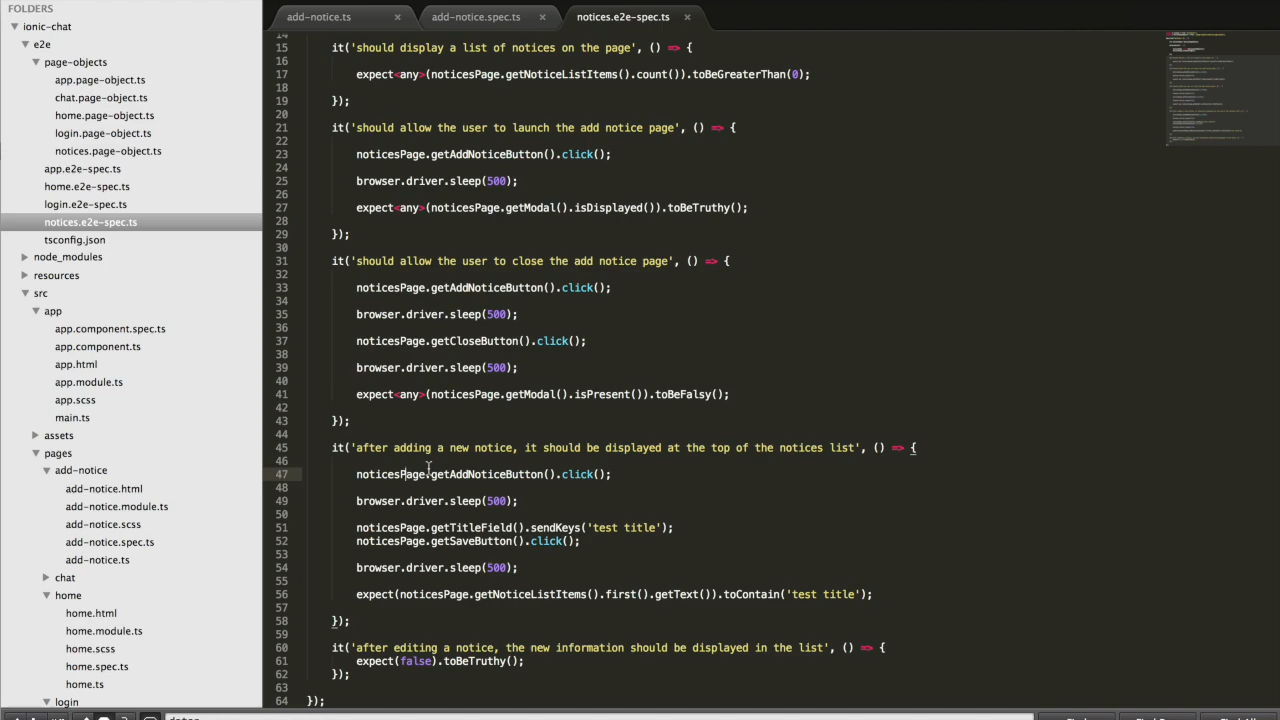 FOLDERS
ionic-chat
e2e
page-objects
app.page-object.ts
chat.page-object.ts
home.page-object.ts
login.page-object.ts
notices.page-object.ts
app.e2e-spec.ts
home.e2e-spec.ts
login.e2e-spec.ts
notices.e2e-spec.ts
tsconfig.json
node_modules
resources
src
app
app.component.spec.ts
app.component.ts
app.html
app.module.ts
app.scss
main.ts
assets
pages
add-notice
add-notice.html
add-notice.module.ts
add-notice.scss
add-notice.spec.ts
add-notice.ts
chat
home
home.html
home.module.ts
home.scss
home.spec.ts
home.ts
login
add-notice.ts
add-notice.spec.ts
notices.e2e-spec.ts
14
15 it('should display a list of notices on the page', () => {
16
17 expect<any>(noticesPage.getNoticeListItems().count()).toBeGreaterThan(0);
18
19 });
20
21 it('should allow the user to launch the add notice page', () => {
22
23 noticesPage.getAddNoticeButton().click();
24
25 browser.driver.sleep(500);
26
27 expect<any>(noticesPage.getModal().isDisplayed()).toBeTruthy();
28
29 });
30
31 it('should allow the user to close the add notice page', () => {
32
33 noticesPage.getAddNoticeButton().click();
34
35 browser.driver.sleep(500);
36
37 noticesPage.getCloseButton().click();
38
39 browser.driver.sleep(500);
40
41 expect<any>(noticesPage.getModal().isPresent()).toBeFalsy();
42
43 });
44
45 it('after adding a new notice, it should be displayed at the top of the notices list', () => {
46
47 noticesPage.getAddNoticeButton().click();
48
49 browser.driver.sleep(500);
50
51 noticesPage.getTitleField().sendKeys('test title');
52 noticesPage.getSaveButton().click();
53
54 browser.driver.sleep(500);
55
56 expect(noticesPage.getNoticeListItems().first().getText()).toContain('test title');
57
58 });
59
60 it('after editing a notice, the new information should be displayed in the list', () => {
61 expect(false).toBeTruthy();
62 });
63
64 });